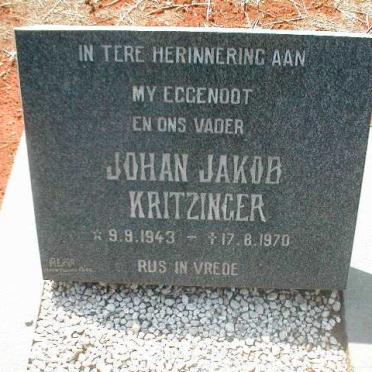 IN TERE HERINNERING AAN
MY EGGENOOT
EN ONS VADER
JOHAN JAKOB
KRITZINGER
☆ 9.9.1943 – ✝ 17.8.1970
RUS IN VREDE